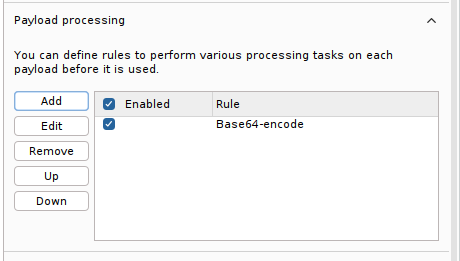 Payload processing
You can define rules to perform various processing tasks on each
payload before it is used.
Add
Enabled Rule
Edit
Base64-encode
Remove
Up
Down